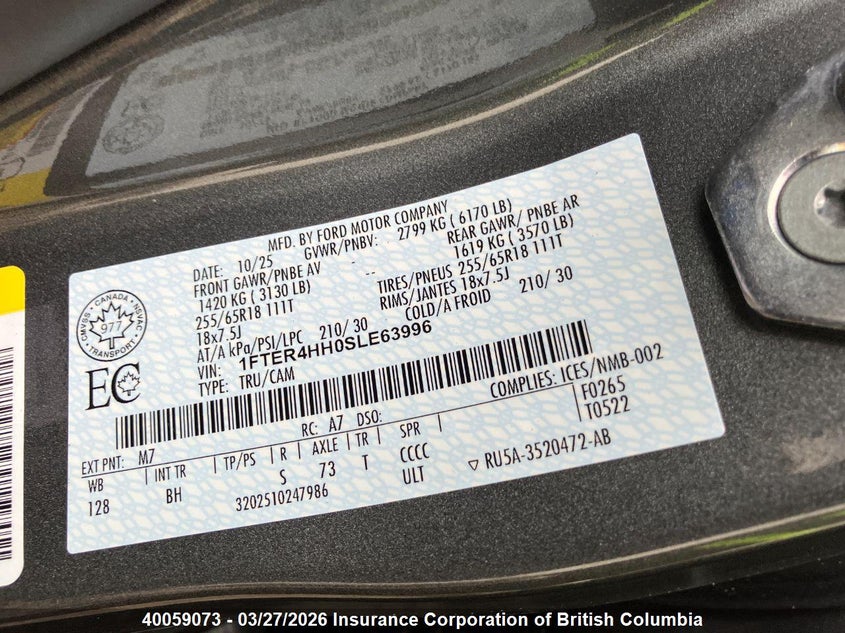 MFD. BY FORD MOTOR COMPANY
DATE: 10/25 GVWR/PNBV: 2799 KG ( 6170 LB)
FRONT GAWR/PNBE AV - REAR GAWR/ PNBE AR
1420 KG ( 3130 LB) -- 1619 KG ( 3570 LB)
255/65R18 111T TIRES/PNEUS 255/65R18 111T
18x7.5J RIMS/JANTES 18x7.5J
AT/A kPa/PSI/LPC 210/ 30 COLD/A FROID 210/ 30
VIN: 1FTER4HH0SLE63996
TYPE: TRU/CAM COMPLIES: ICES/NMB-002
CMVSS • CANADA • NSVAC • TRANSPORT
977
EC
T
F0265
T0522
RC: A7 DSO:
EXT PNT: M7
WB INT TR TP/PS R AXLE TR SPR
128 BH S 73 T CCCC
3202510247986 ULT RU5A-3520472-AB
40059073 - 03/27/2026 Insurance Corporation of British Columbia